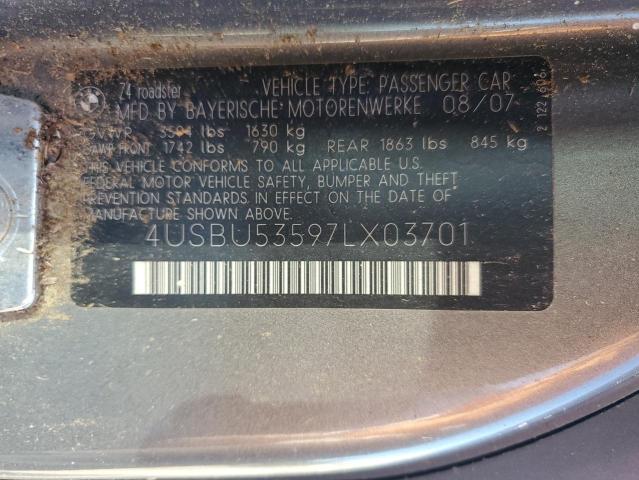 Z4 roadster VEHICLE TYPE: PASSENGER CAR
MFD BY BAYERISCHE MOTORENWERKE 08/07
GVWR 3594 lbs 1630 kg
GAWR FRONT 1742 lbs 790 kg REAR 1863 lbs 845 kg
THIS VEHICLE CONFORMS TO ALL APPLICABLE U.S.
FEDERAL MOTOR VEHICLE SAFETY, BUMPER AND THEFT
PREVENTION STANDARDS IN EFFECT ON THE DATE OF
MANUFACTURE SHOWN ABOVE.
4USBU53597LX03701